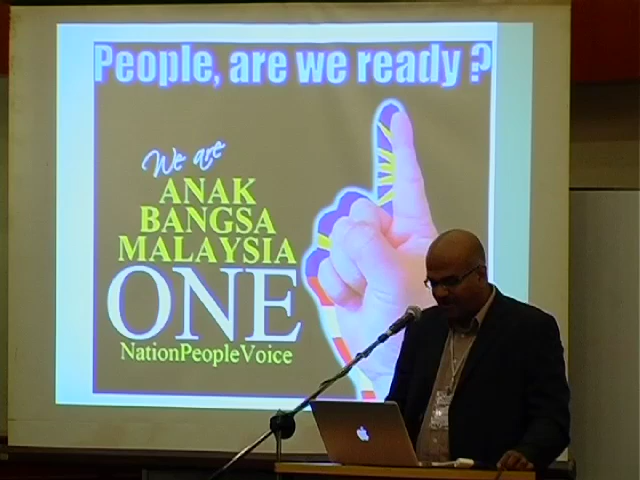 People, are we ready ?
We are
ANAK
BANGSA
MALAYSIA
ONE
NationPeopleVoice